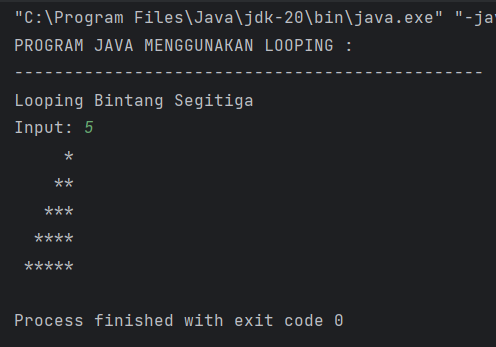 "C:\Program Files\Java\jdk-20\bin\java.exe" "-jav
PROGRAM JAVA MENGGUNAKAN LOOPING :
-----------------------------------------------
Looping Bintang Segitiga
Input: 5
     *
    **
   ***
  ****
 *****
Process finished with exit code 0